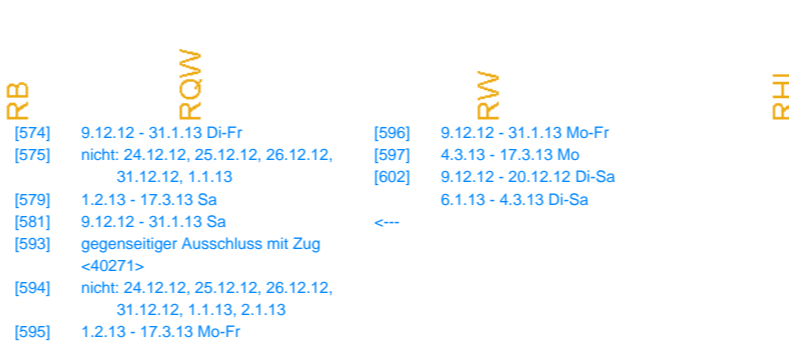 RB
RQW
RW
RHI
[574] 9.12.12 - 31.1.13 Di-Fr
[575] nicht: 24.12.12, 25.12.12, 26.12.12,
31.12.12, 1.1.13
[579] 1.2.13 - 17.3.13 Sa
[581] 9.12.12 - 31.1.13 Sa
[593] gegenseitiger Ausschluss mit Zug
<40271>
[594] nicht: 24.12.12, 25.12.12, 26.12.12,
31.12.12, 1.1.13, 2.1.13
[595] 1.2.13 - 17.3.13 Mo-Fr
[596] 9.12.12 - 31.1.13 Mo-Fr
[597] 4.3.13 - 17.3.13 Mo
[602] 9.12.12 - 20.12.12 Di-Sa
6.1.13 - 4.3.13 Di-Sa
<---